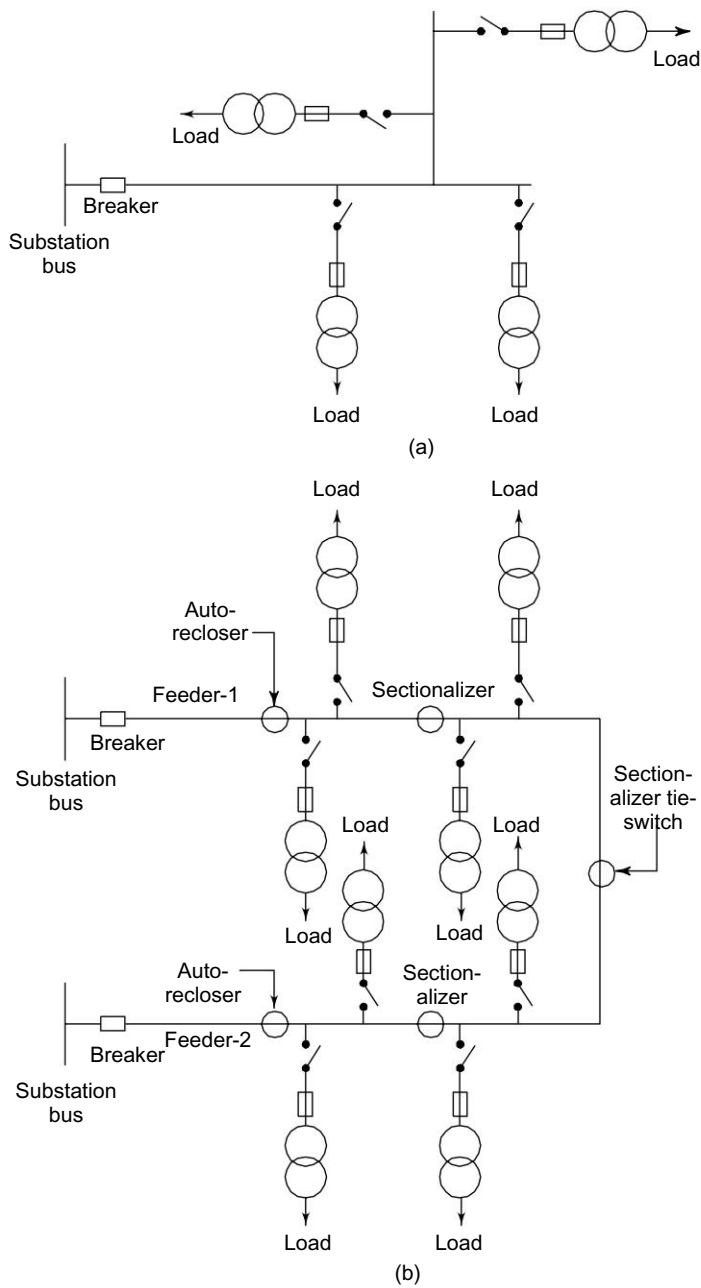 Load
Load
Breaker
Substation
bus
Load
Load
(a)
Load
Load
Auto-
recloser
Feeder-1
Sectionalizer
Breaker
Substation
bus
Section-
alizer tie-
switch
Load
Load
Load
Load
Auto-
recloser
Section-
alizer
Breaker
Feeder-2
Substation
bus
Load
Load
(b)